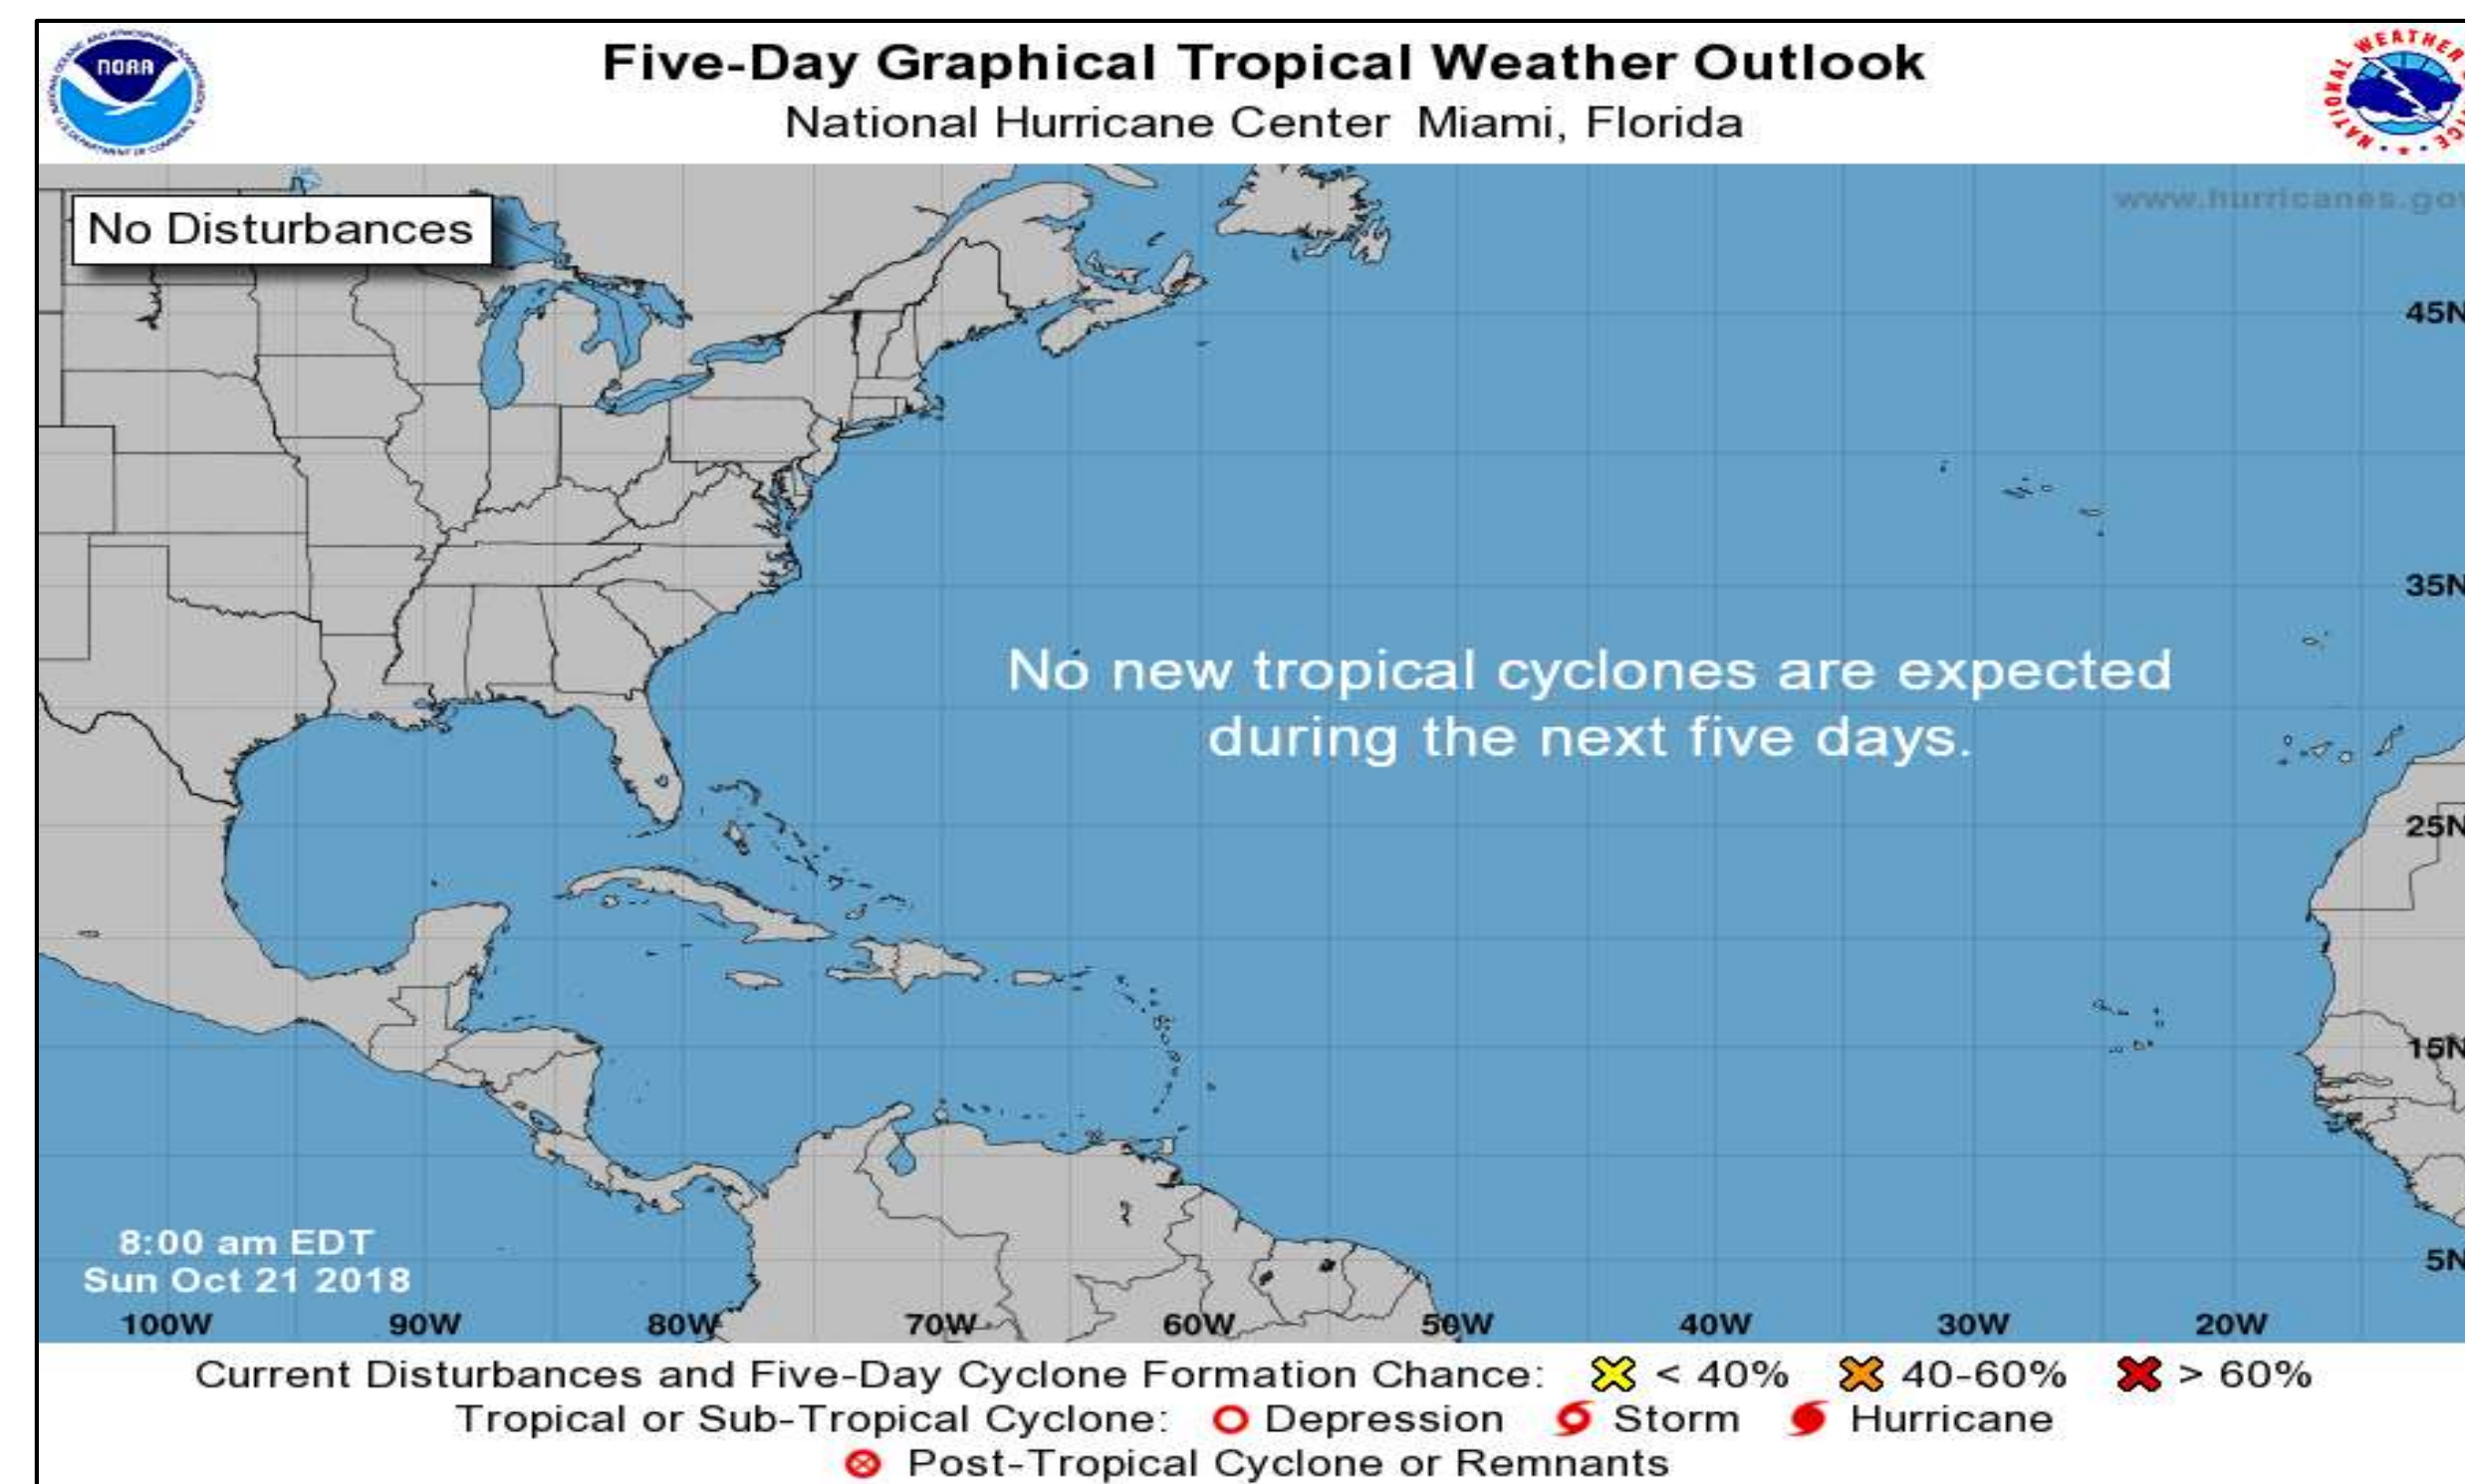 Five-Day Graphical Tropical Weather Outlook
National Hurricane Center Miami, Florida
NOAA
NATIONAL WEATHER
No Disturbances
www.hurricanes.gov
45N
35N
No new tropical cyclones are expected
during the next five days.
25N
15N
8:00 am EDT
Sun Oct 21 2018
5N
100W 90W 80W 70W 60W 50W 40W 30W 20W
Current Disturbances and Five-Day Cyclone Formation Chance: < 40% 40-60% > 60%
Tropical or Sub-Tropical Cyclone: Depression Storm Hurricane
Post-Tropical Cyclone or Remnants